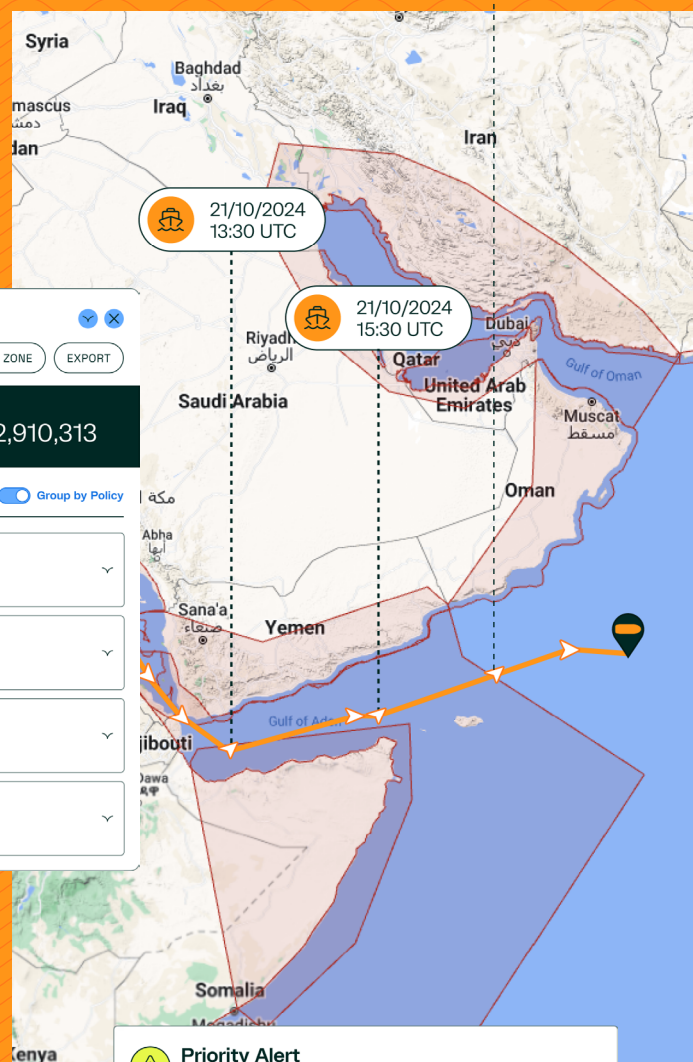 Syria
Baghdad
بغداد
Iraq
mascus
دمش
dan
Iran
21/10/2024
13:30 UTC
21/10/2024
15:30 UTC
Dubai
دبي
Gulf of Oman
Riyadh
الرياض
Qatar
United Arab
Emirates
Muscat
مسقط
ZONE
EXPORT
Saudi Arabia
2,910,313
Group by Policy
مكة
Oman
Abha
أبها
Sana'a
صنعاء
Yemen
Gulf of Aden
jibouti
Dawa
ደዋ
Somalia
Mogadishu
Kenya
Priority Alert